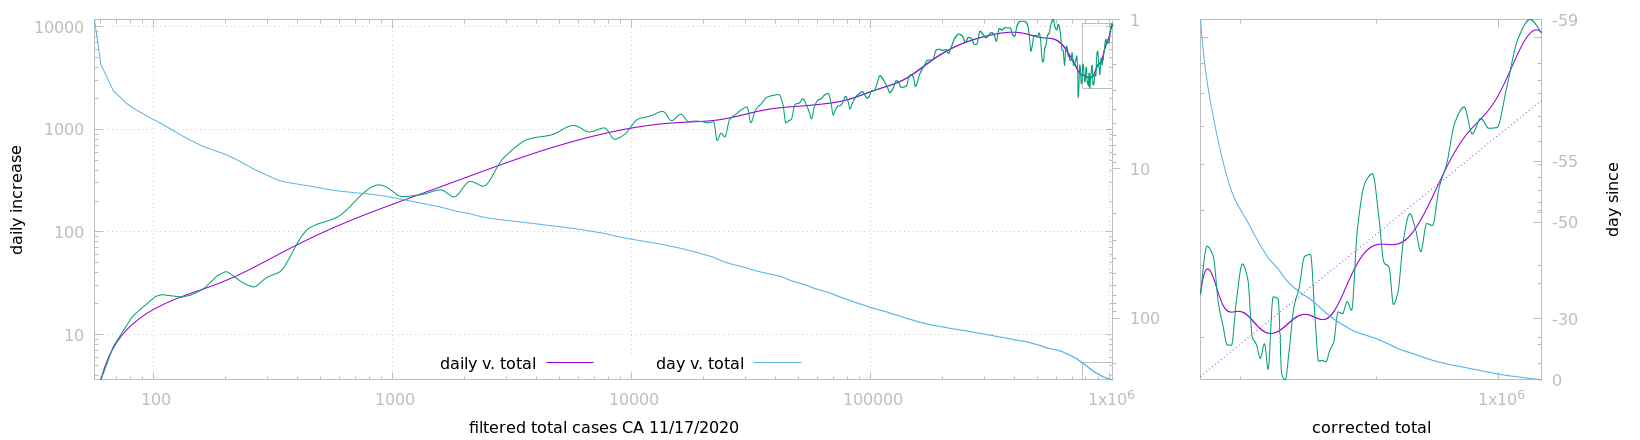 10000
1000
100
10
daily increase
daily v. total
day v. total
100
1000
10000
100000
1x10⁶
filtered total cases CA 11/17/2020
1
10
100
1x10⁶
corrected total
-59
-55
-50
-30
0
day since